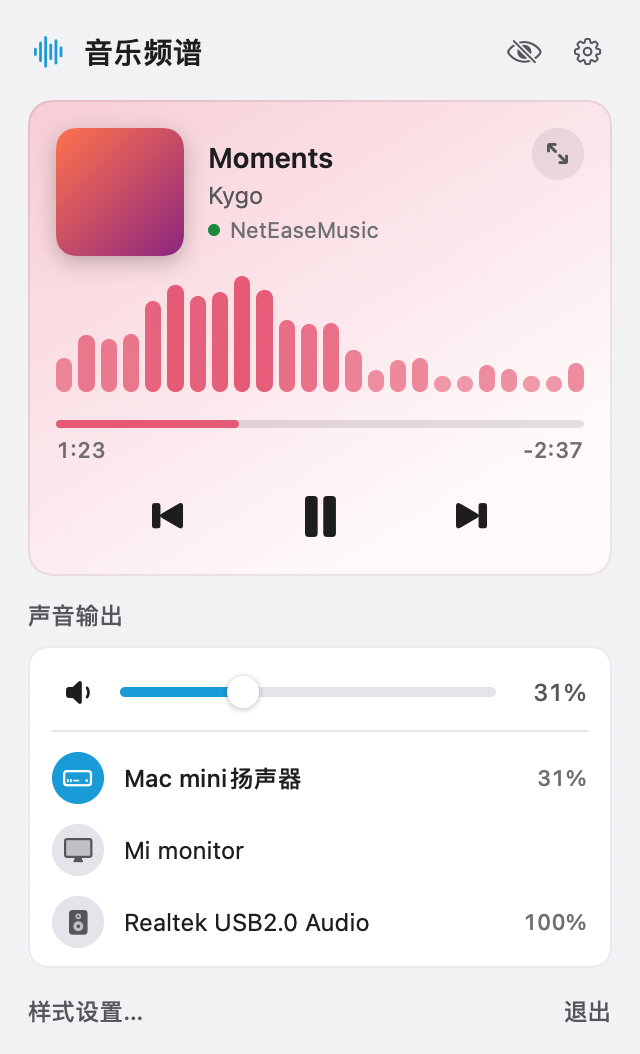 音乐频谱
Moments
Kygo
NetEaseMusic
1:23
-2:37
声音输出
31%
Mac mini扬声器
31%
Mi monitor
Realtek USB2.0 Audio
100%
样式设置...
退出